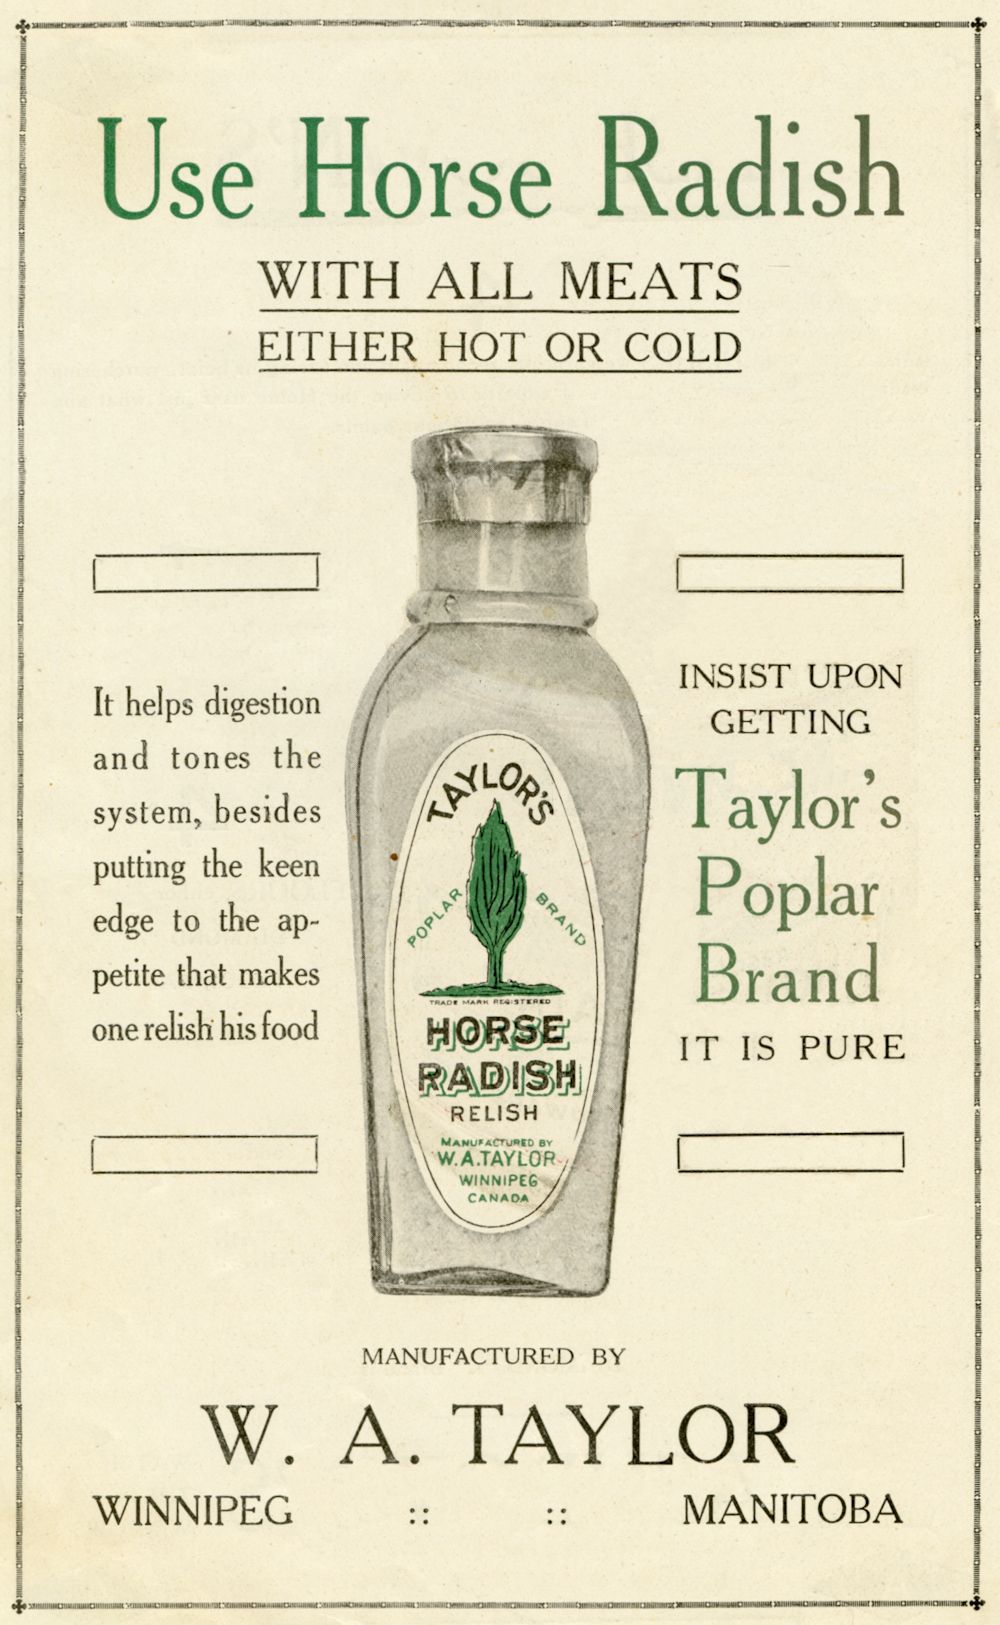 Use Horse Radish
WITH ALL MEATS
EITHER HOT OR COLD
It helps digestion
and tones the
system, besides
putting the keen
edge to the ap-
petite that makes
one relish his food
TAYLOR'S
POPLAR BRAND
TRADE MARK REGISTERED
HORSE
RADISH
RELISH
MANUFACTURED BY
W.A.TAYLOR
WINNIPEG
CANADA
INSIST UPON
GETTING
Taylor's
Poplar
Brand
IT IS PURE
MANUFACTURED BY
W. A. TAYLOR
WINNIPEG :: :: MANITOBA